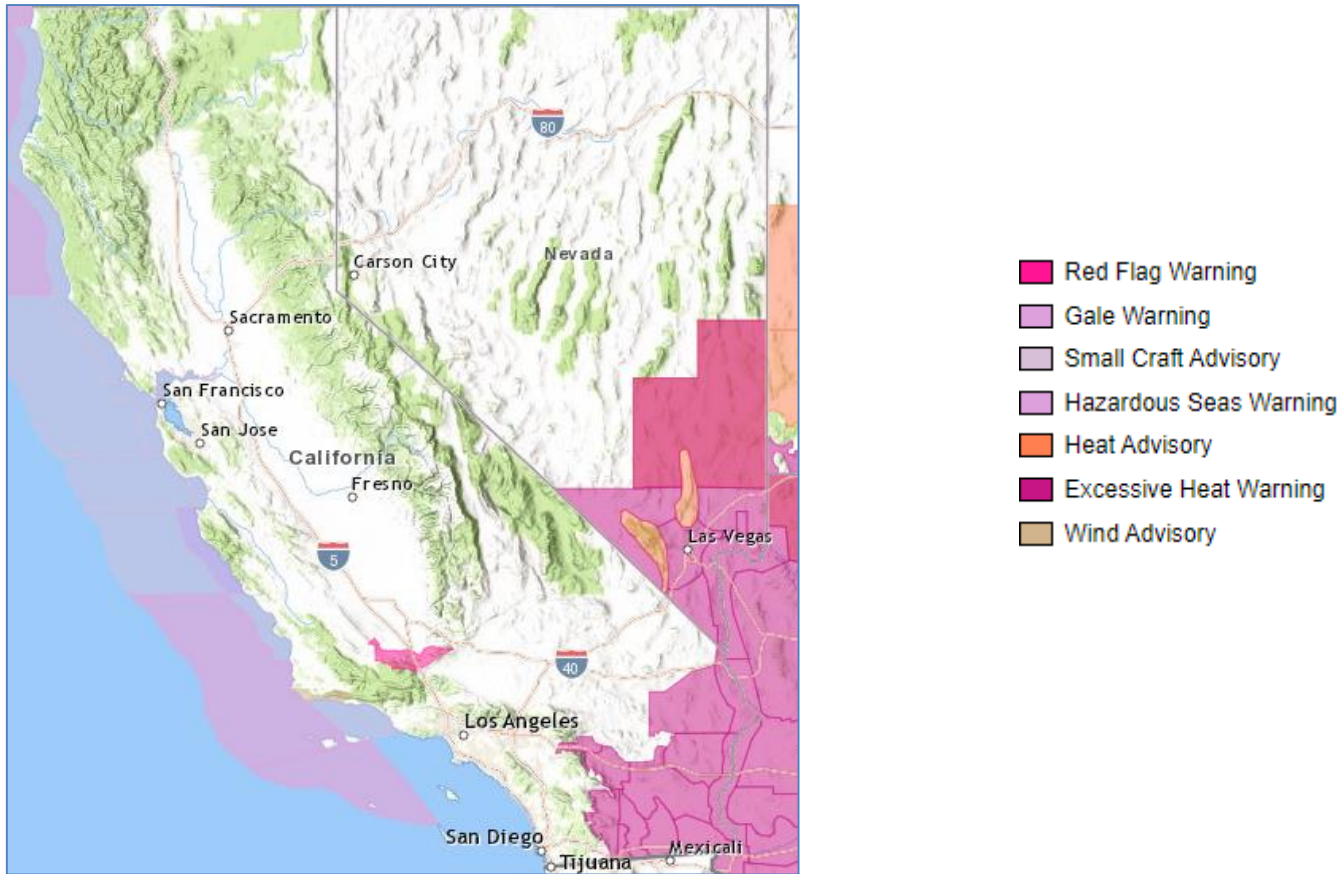 80
Carson City
Nevada
Sacramento
San Francisco
San Jose
California
Fresno
Las Vegas
5
40
Los Angeles
San Diego
Tijuana
Mexicali
Red Flag Warning
Gale Warning
Small Craft Advisory
Hazardous Seas Warning
Heat Advisory
Excessive Heat Warning
Wind Advisory